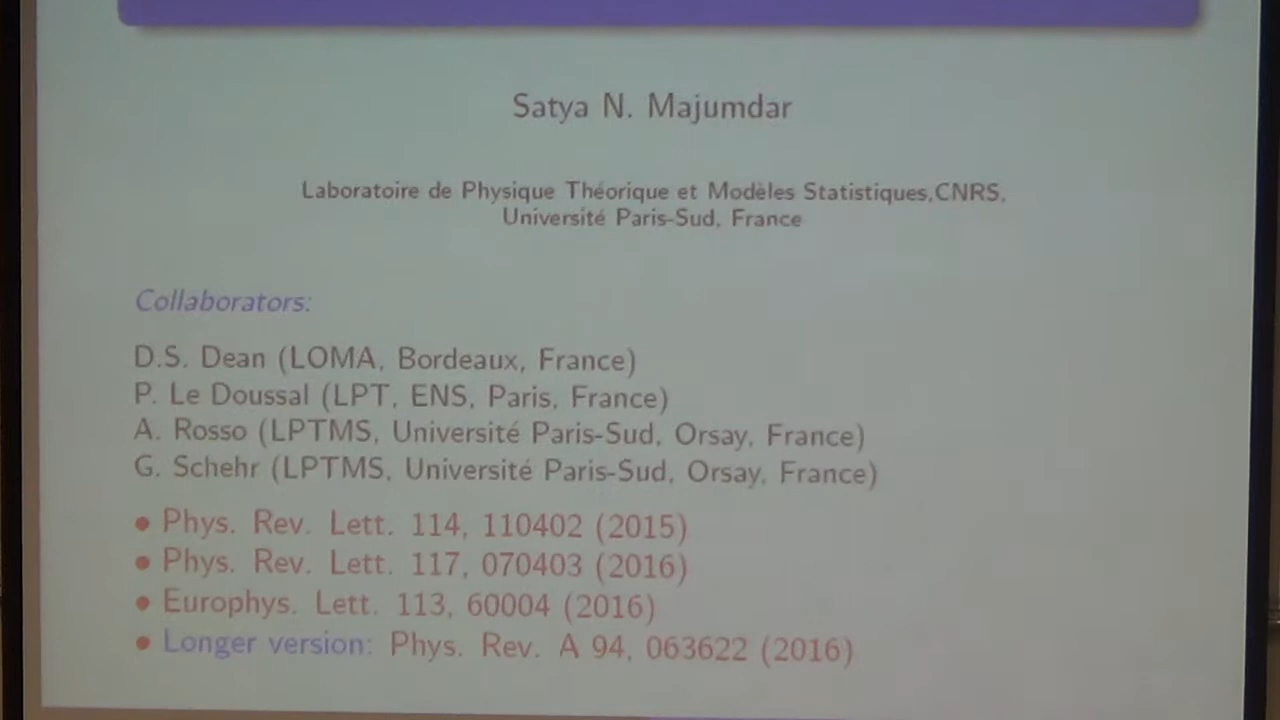 Satya N. Majumdar
Laboratoire de Physique Théorique et Modèles Statistiques,CNRS,
Université Paris-Sud, France
Collaborators:
D.S. Dean (LOMA, Bordeaux, France)
P. Le Doussal (LPT, ENS, Paris, France)
A. Rosso (LPTMS, Université Paris-Sud, Orsay, France)
G. Schehr (LPTMS, Université Paris-Sud, Orsay, France)
• Phys. Rev. Lett. 114, 110402 (2015)
• Phys. Rev. Lett. 117, 070403 (2016)
• Europhys. Lett. 113, 60004 (2016)
• Longer version: Phys. Rev. A 94, 063622 (2016)